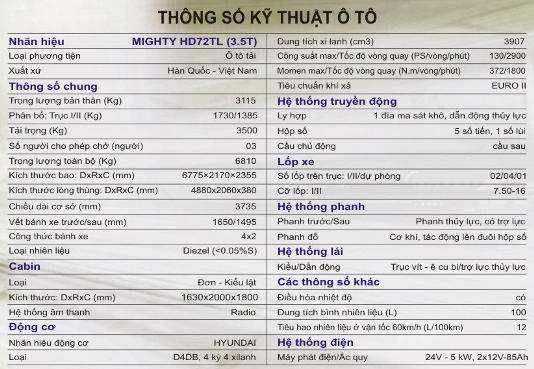 THÔNG SỐ KỸ THUẬT Ô TÔ
Nhãn hiệu MIGHTY HD72TL (3.5T)
Loại phương tiện Ô tô tải
Xuất xứ Hàn Quốc - Việt Nam
Thông số chung
Trọng lượng bản thân (Kg) 3115
Phân bố: Trục I/II (Kg) 1730/1385
Tải trọng (Kg) 3500
Số người cho phép chở (người) 03
Trọng lượng toàn bộ (Kg) 6810
Kích thước bao: DxRxC (mm) 6775×2170×2355
Kích thước lòng thùng: DxRxC (mm) 4880x2060x380
Chiều dài cơ sở (mm) 3735
Vết bánh xe trước/sau (mm) 1650/1495
Công thức bánh xe 4x2
Loại nhiên liệu Diezel (<0.05%S)
Cabin
Loại Đơn - Kiểu lật
Kích thước: DxRxC (mm) 1630x2000x1800
Hệ thống âm thanh Radio
Động cơ
Nhãn hiệu động cơ HYUNDAI
Loại D4DB, 4 kỳ 4 xilanh
Dung tích xi lanh (cm3) 3907
Công suất max/Tốc độ vòng quay (PS/vòng/phút) 130/2900
Momen max/Tốc độ vòng quay (N.m/vòng/phút) 372/1800
Tiêu chuẩn khí xả EURO II
Hệ thống truyền động
Ly hợp 1 đĩa ma sát khô, dẫn động thủy lực
Hộp số 5 số tiến, 1 số lùi
Cầu chủ động cầu sau
Lốp xe
Số lốp trên trục: I/II/dự phòng 02/04/01
Cỡ lốp: I/II 7.50-16
Hệ thống phanh
Phanh trước/Sau Phanh thủy lực, có trợ lực
Phanh đỗ Cơ khí, tác động lên đuôi hộp số
Hệ thống lái
Kiểu/Dẫn động Trục vít - ê cu bi/trợ lực thủy lực
Các thông số khác
Điều hòa nhiệt độ có
Dung tích bình nhiên liệu (L) 100
Tiêu hao nhiên liệu ở vận tốc 60km/h (L/100km) 12
Hệ thống điện
Máy phát điện/Ắc quy 24V - 5 kW, 2x12V-85Ah